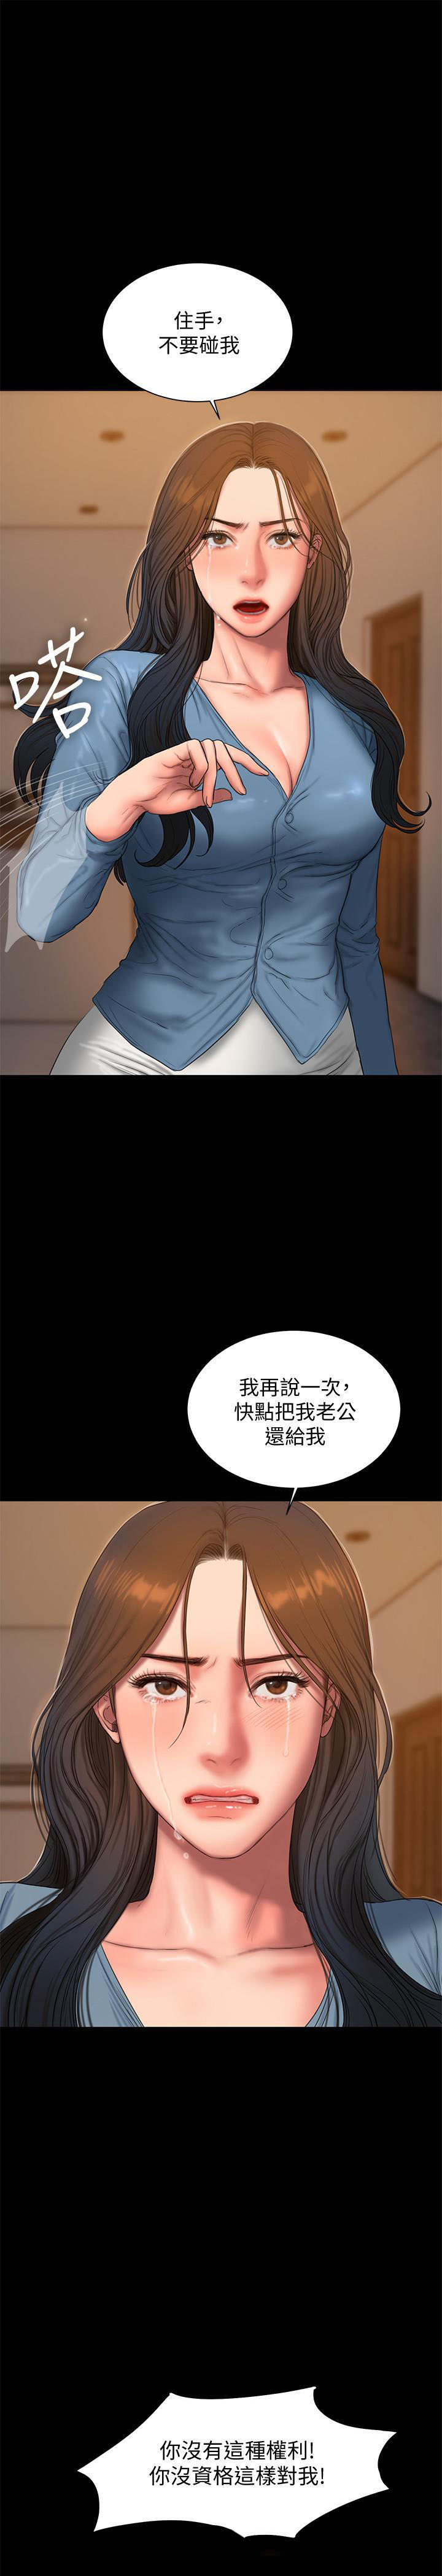 住手，
不要碰我
嗒
我再說一次，
快點把我老公
還給我
你沒有這種權利!
你沒資格這樣對我!